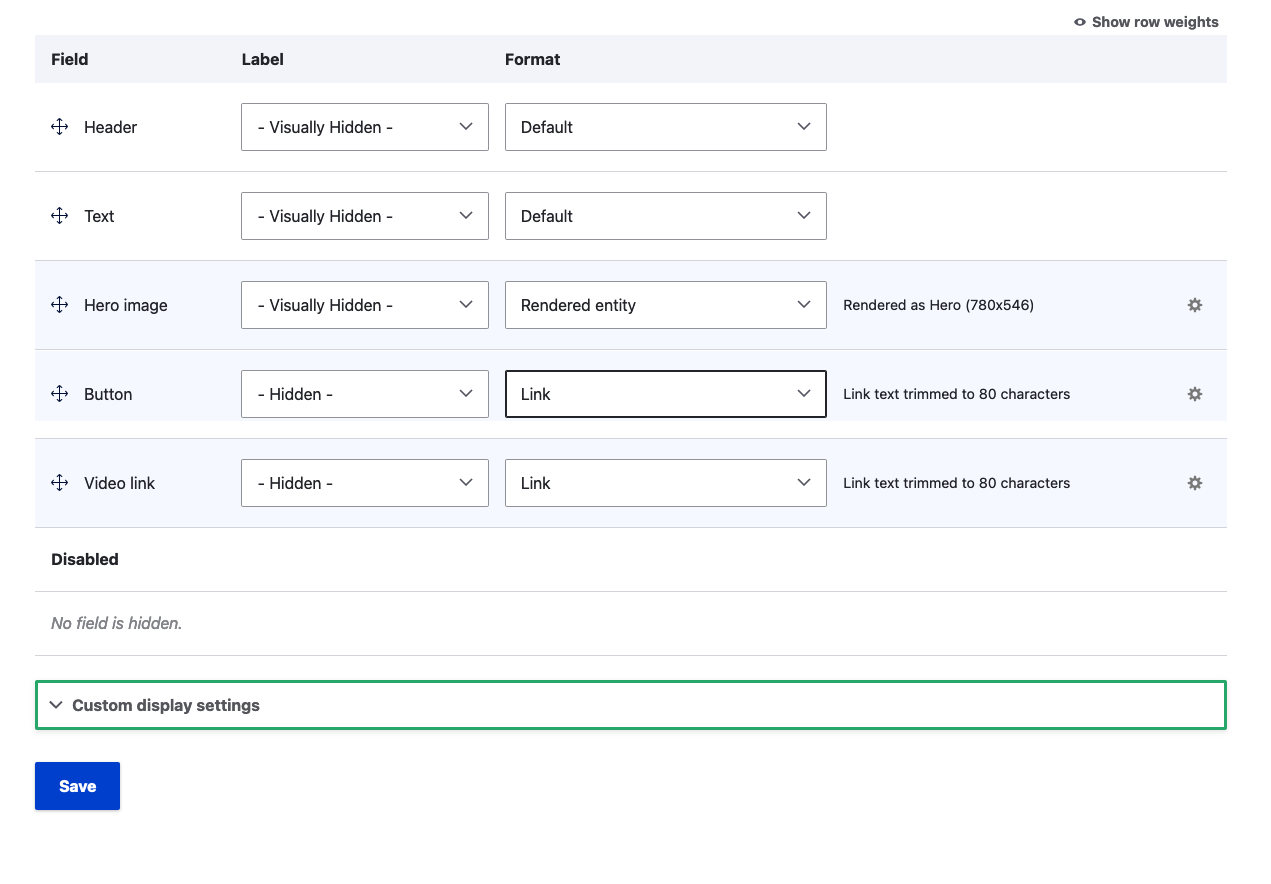 Show row weights
Field Label Format
Header - Visually Hidden - Default
Text - Visually Hidden - Default
Hero image - Visually Hidden - Rendered entity Rendered as Hero (780x546)
Button - Hidden - Link Link text trimmed to 80 characters
Video link - Hidden - Link Link text trimmed to 80 characters
Disabled
No field is hidden.
Custom display settings
Save